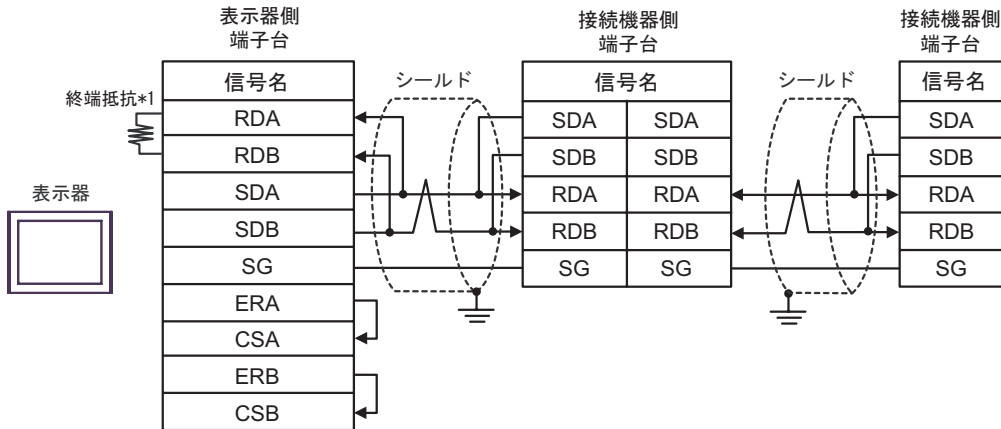 表示器側
端子台
接続機器側
端子台
接続機器側
端子台
終端抵抗*1
表示器
信号名
RDA
RDB
SDA
SDB
SG
ERA
CSA
ERB
CSB
シールド
信号名
SDA SDA
SDB SDB
RDA RDA
RDB RDB
SG SG
シールド
信号名
SDA
SDB
RDA
RDB
SG